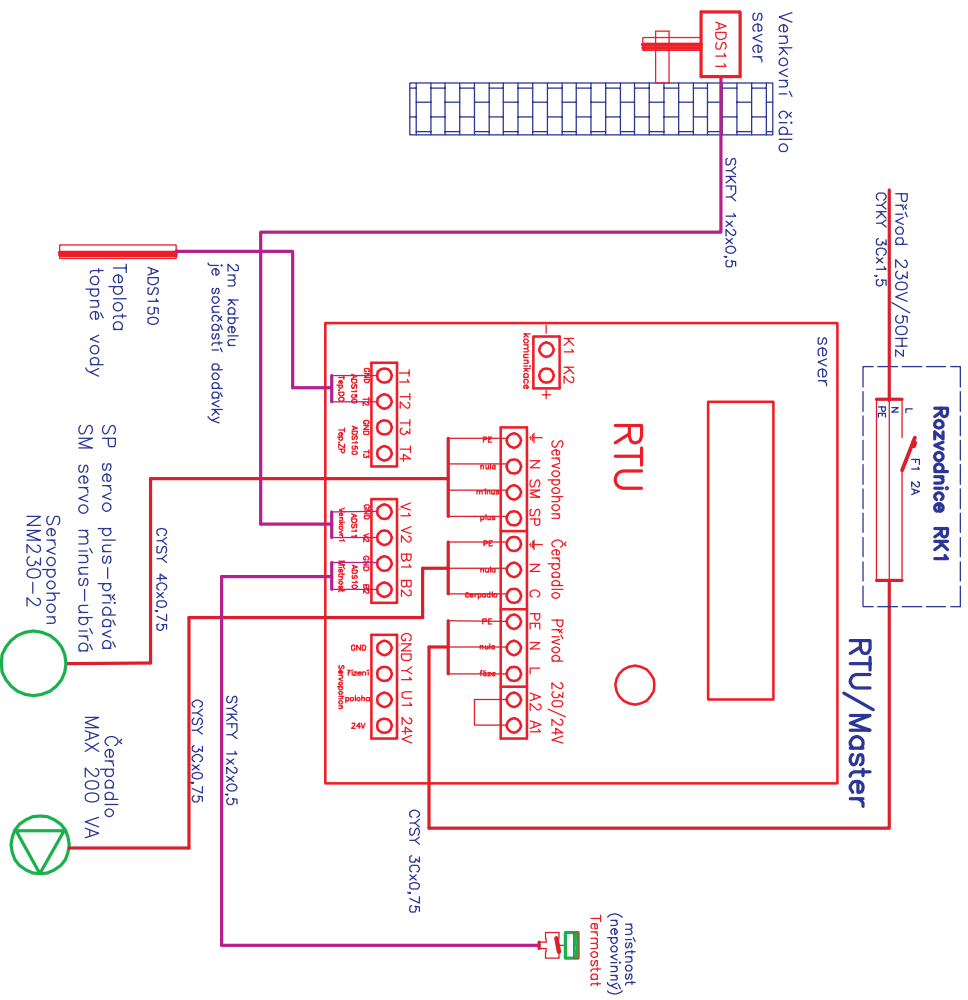 Venkovní čidlo
sever
ADS11
SYKFY 1x2x0,5
Přívod 230V/50Hz
CYKY 3Cx1,5
Rozvodnice RK1
L
N
PE
F1 2A
RTU/Master
sever
RTU
K1 K2
komunikace
- +
Servopohon
Čerpadlo
Přívod 230/24V
N SM SP
N C
PE N L
A2 A1
PE
nula
mínus
plus
PE
nula
čerpadlo
PE
nula
fáze
T1 T2 T3 T4
GND
T2
GND
T3
ADS150
Tep.DO
ADS150
Tep.ZP
V1 V2 B1 B2
GND
V2
GND
B2
ADS11
Venkovní
ADS10
Místnost
GND Y1 U1 24V
GND
řízení
poloha
24V
Servopohon
2m kabelu
je součástí dodávky
ADS150
Teplota
topné vody
SP servo plus-přidává
SM servo mínus-ubírá
CYSY 4Cx0,75
Servopohon
NM230-2
SYKFY 1x2x0,5
CYSY 3Cx0,75
Čerpadlo
MAX 200 VA
CYSY 3Cx0,75
místnost
(nepovinný)
Termostat